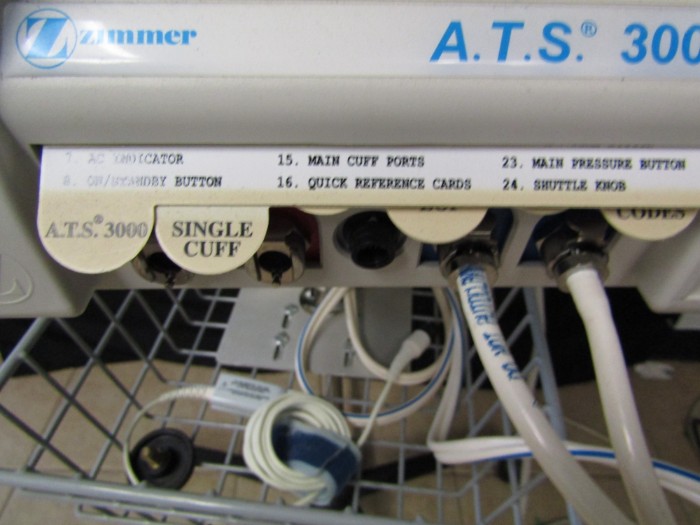 Zimmer
A.T.S.® 300
7. AC INDICATOR 15. MAIN CUFF PORTS 23. MAIN PRESSURE BUTTON
8. ON/STANDBY BUTTON 16. QUICK REFERENCE CARDS 24. SHUTTLE KNOB
A.T.S.® 3000
SINGLE
CUFF
CODES